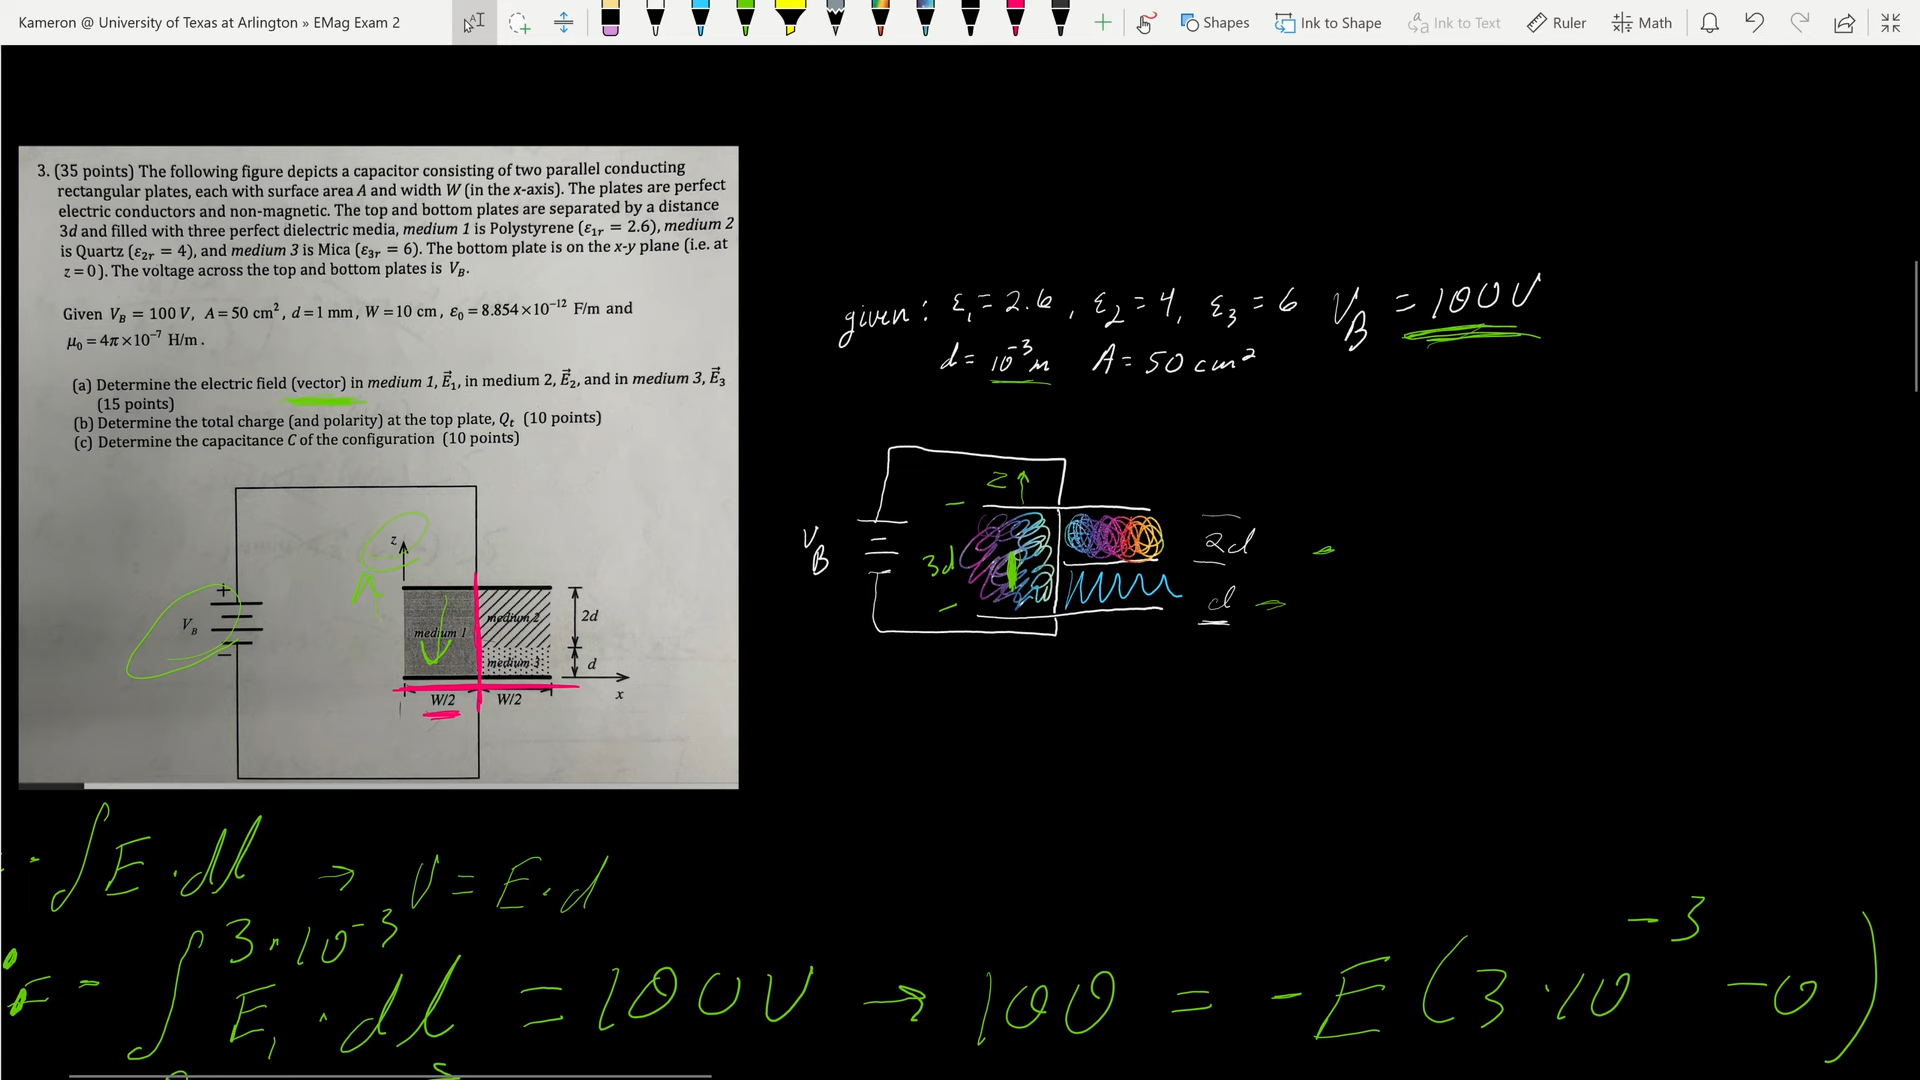 Kameron @ University of Texas at Arlington » EMag Exam 2
Shapes
Ink to Shape
Ink to Text
Ruler
Math
3. (35 points) The following figure depicts a capacitor consisting of two parallel conducting
rectangular plates, each with surface area A and width W (in the x-axis). The plates are perfect
electric conductors and non-magnetic. The top and bottom plates are separated by a distance
3d and filled with three perfect dielectric media, medium 1 is Polystyrene (ε1r = 2.6), medium 2
is Quartz (ε2r = 4), and medium 3 is Mica (ε3r = 6). The bottom plate is on the x-y plane (i.e. at
z = 0). The voltage across the top and bottom plates is VB.
Given VB = 100 V, A = 50 cm², d = 1 mm, W = 10 cm, ε0 = 8.854×10⁻¹² F/m and
μ0 = 4π×10⁻⁷ H/m.
(a) Determine the electric field (vector) in medium 1, E⃗1, in medium 2, E⃗2, and in medium 3, E⃗3
(15 points)
(b) Determine the total charge (and polarity) at the top plate, Qt (10 points)
(c) Determine the capacitance C of the configuration (10 points)
z
+
VB
−
medium 1
medium 2
medium 3
2d
d
W/2
W/2
x
given: ε1 = 2.6, ε2 = 4, ε3 = 6 VB = 100V
d = 10⁻³m A = 50 cm²
z
VB
3d
2d
d
- ∫E · dl → V = E · d
- ∫ 3·10⁻³ E1 · dl = 100V → 100 = -E(3·10⁻³ - 0)